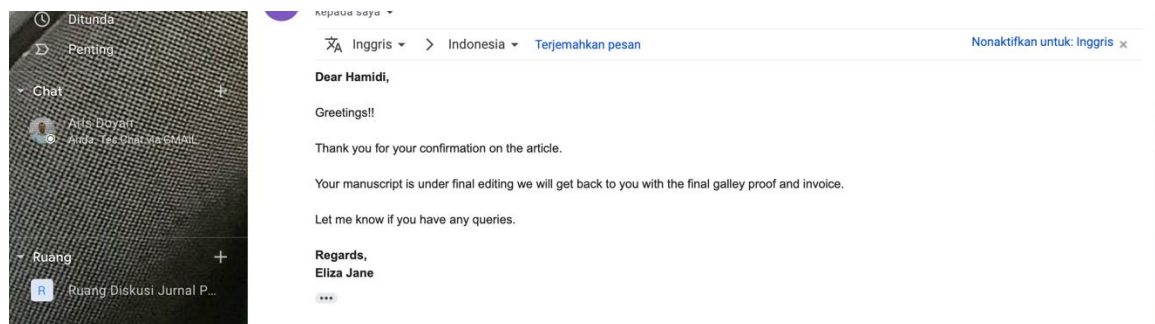 Ditunda
Penting
Chat
Aris Doyan
Anda: Tes Chat via GMAIL
Ruang
R Ruang Diskusi Jurnal P...
kepada saya
Inggris > Indonesia Terjemahkan pesan Nonaktifkan untuk: Inggris ×
Dear Hamidi,
Greetings!!
Thank you for your confirmation on the article.
Your manuscript is under final editing we will get back to you with the final galley proof and invoice.
Let me know if you have any queries.
Regards,
Eliza Jane